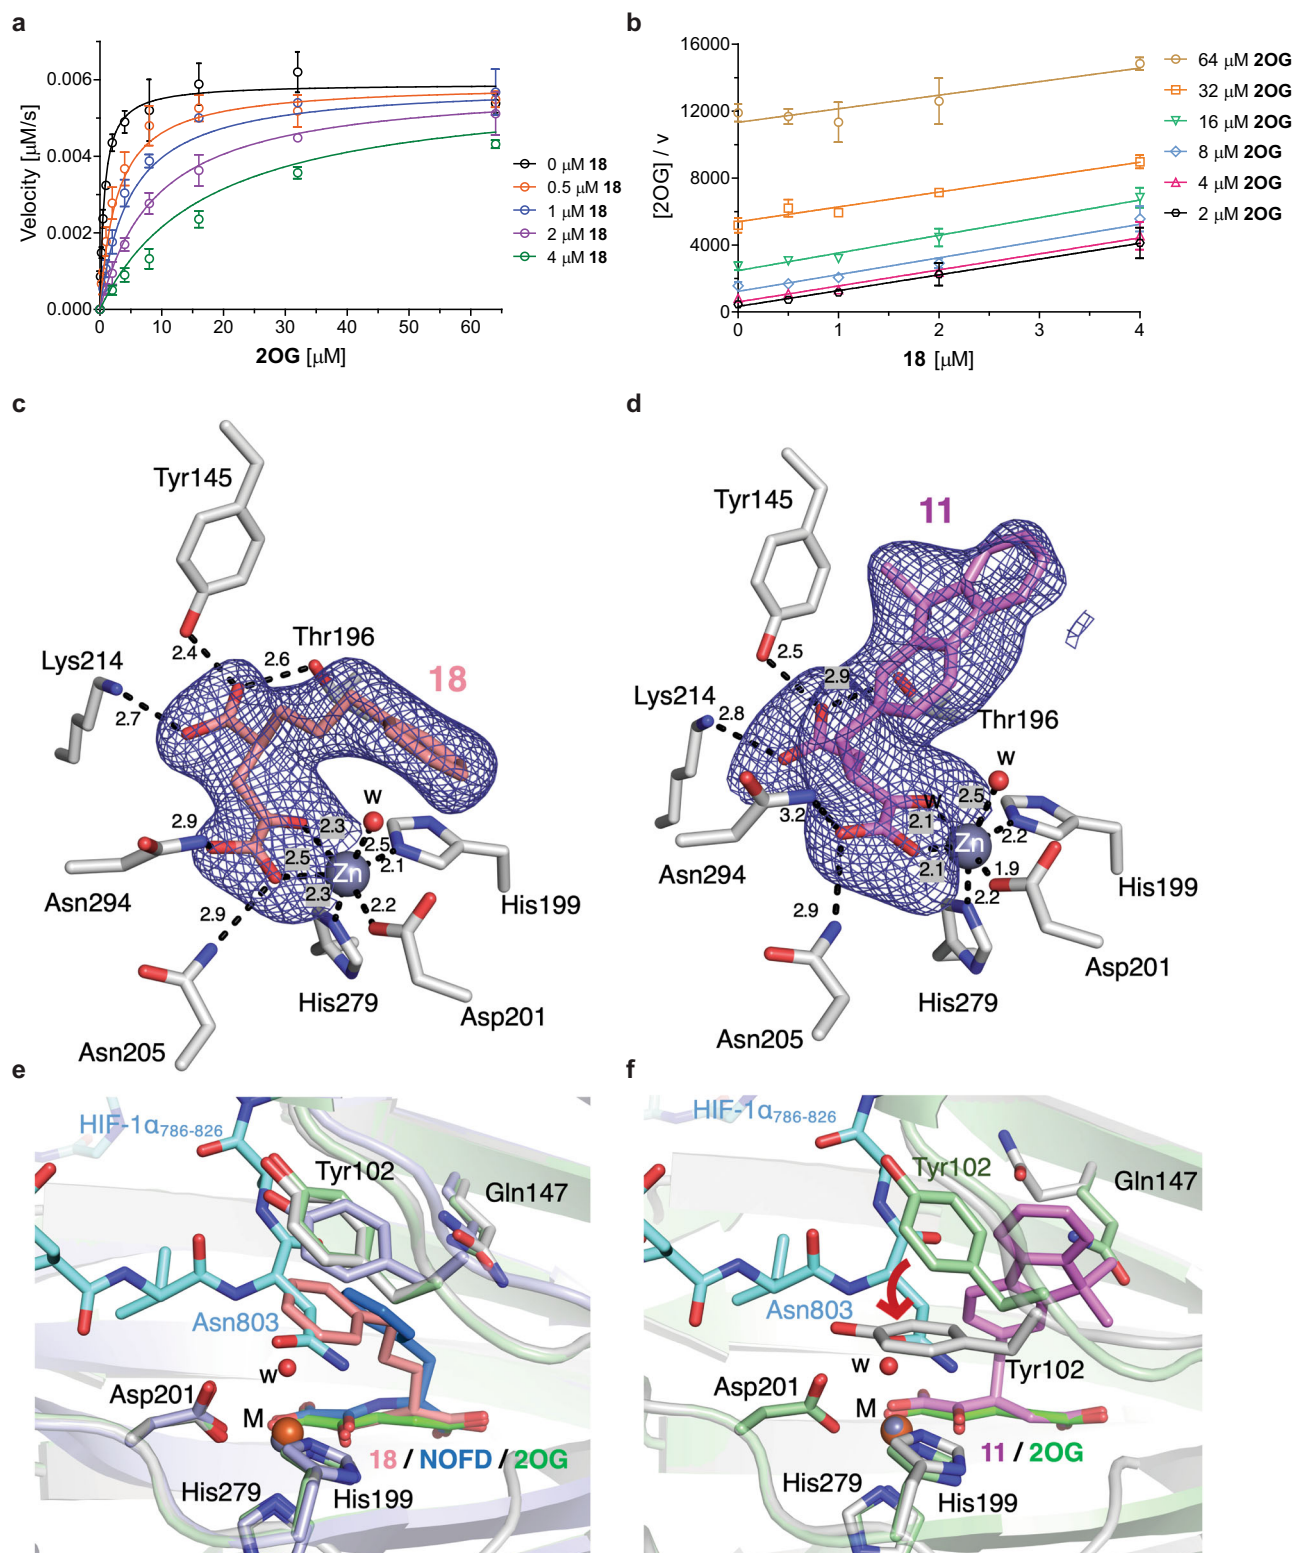 a
Velocity [µM/s]
0.006
0.004
0.002
0.000
0 10 20 30 40 50 60
2OG [µM]
0 µM 18
0.5 µM 18
1 µM 18
2 µM 18
4 µM 18
b
[2OG] / v
16000
12000
8000
4000
0
0 1 2 3 4
18 [µM]
64 µM 2OG
32 µM 2OG
16 µM 2OG
8 µM 2OG
4 µM 2OG
2 µM 2OG
c
Tyr145
Thr196
2.4
2.6
Lys214
18
2.7
W
2.9
2.3
2.5
2.5
2.1
Zn
Asn294
2.3
2.2
His199
2.9
His279
Asp201
Asn205
d
Tyr145
11
2.5
2.9
Lys214
2.8
Thr196
W
W
2.5
3.2
2.1
2.2
Zn
Asn294
2.1
1.9
His199
2.2
2.9
Asp201
His279
Asn205
e
HIF-1α786-826
Tyr102
Gln147
Asn803
W
Asp201
M
18 / NOFD / 2OG
His279
His199
f
HIF-1α786-826
Tyr102
Gln147
Asn803
W
Tyr102
Asp201
M
11 / 2OG
His279
His199